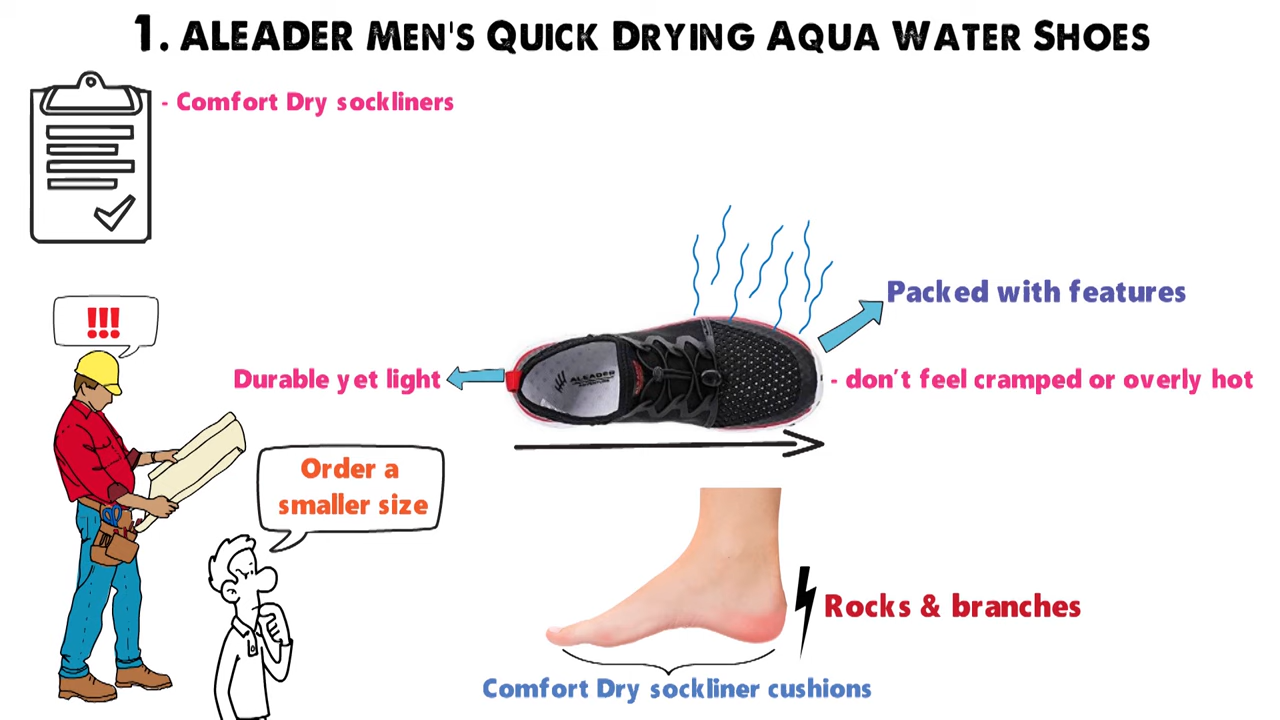 1. ALEADER MEN'S QUICK DRYING AQUA WATER SHOES
- Comfort Dry sockliners
!!!
Packed with features
Durable yet light
ALEADER
- don't feel cramped or overly hot
Order a
smaller size
Rocks & branches
Comfort Dry sockliner cushions